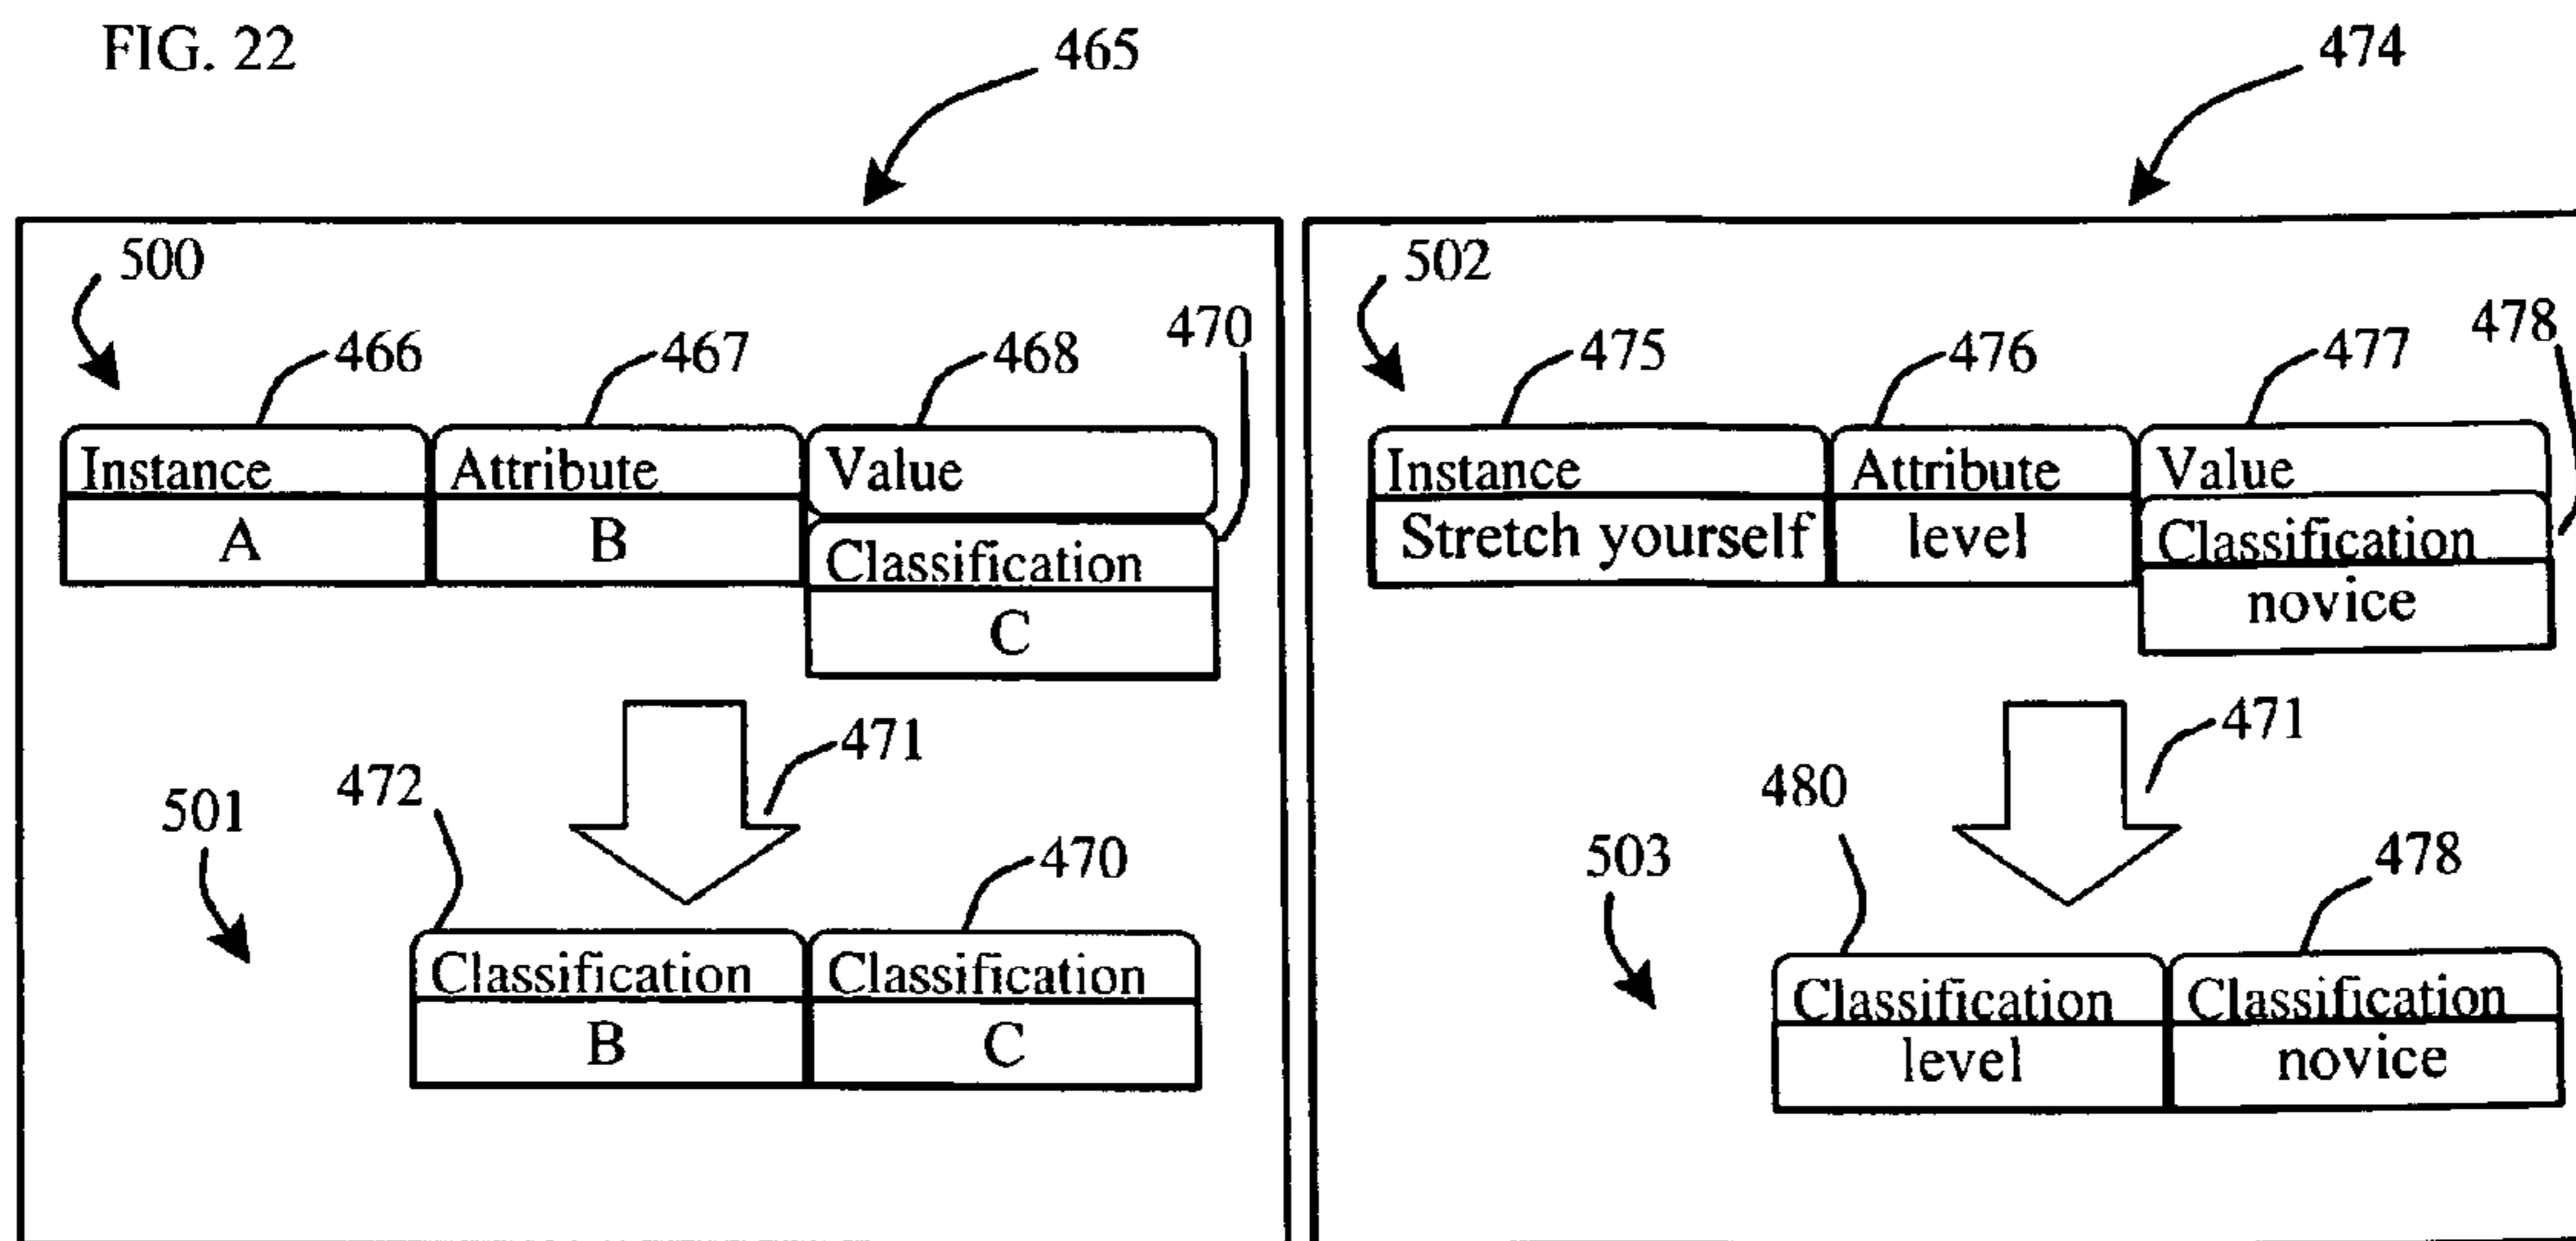 FIG. 22
465
474
500
502
466
467
468
470
475
476
477
478
Instance
Attribute
Value
Instance
Attribute
Value
A
B
Classification
Stretch yourself
level
Classification
C
novice
471
471
472
480
501
470
503
478
Classification
Classification
Classification
Classification
B
C
level
novice